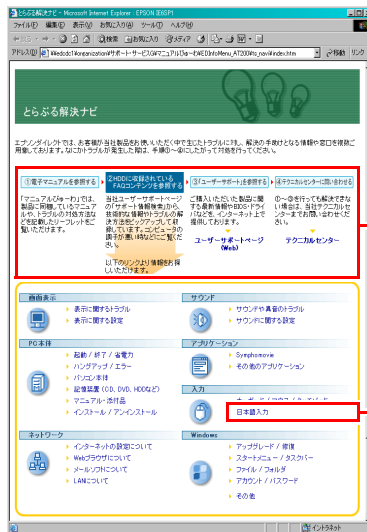 とらぶる解決ナビ - Microsoft Internet Explorer : EPSON IE6SP1
ファイル(F) 編集(E) 表示(V) お気に入り(A) ツール(T) ヘルプ(H)
検索 お気に入り メディア
アドレス(D) 移動 リンク
とらぶる解決ナビ
エプソンダイレクトでは、お客様が当社製品をお使いいただく中で生じたトラブルに対し、解決の手助けとなる情報や窓口を複数ご
用意しております。なにかトラブルが発生した際は、手順①～④にしたがって対処を行ってください。
①電子マニュアルを参照する
「マニュアルびゅーわ」では、
製品に同梱しているマニュア
ルや、トラブルの対処方法な
どを記載したリーフレットをご
覧いただけます。
②HDDに収録されている
FAQコンテンツを参照する
当社ユーザーサポートページ
の「サポート情報検索」から、
技術的な情報やトラブルの解
決方法をピックアップして収
録しています。コンピュータの
調子が悪い時などにご覧くだ
さい。
以下のリンクより情報をお探
しいただけます。
③「ユーザーサポート」を参照する
ご購入いただいた製品に関
する最新情報やBIOS・ドライ
バなどを、インターネット上で
提供しております。
ユーザーサポートページ
(Web)
④テクニカルセンターに問い合わせる
①～③を行っても解決できな
い場合は、当社テクニカルセ
ンターまでお問い合わせくだ
さい。
テクニカルセンター
画面表示
表示に関するトラブル
表示に関する設定
サウンド
サウンドや異音のトラブル
サウンドに関する設定
PC本体
起動 / 終了 / 省電力
ハングアップ / エラー
パソコン本体
記憶装置 (CD, DVD, HDDなど)
マニュアル・添付品
インストール / アンインストール
アプリケーション
Symphomovie
その他のアプリケーション
入力
日本語入力
ネットワーク
インターネットの設定について
Webブラウザについて
メールソフトについて
LANについて
Windows
アップグレード / 修復
スタートメニュー / タスクバー
ファイル / フォルダ
アカウント / パスワード
その他
イントラネット